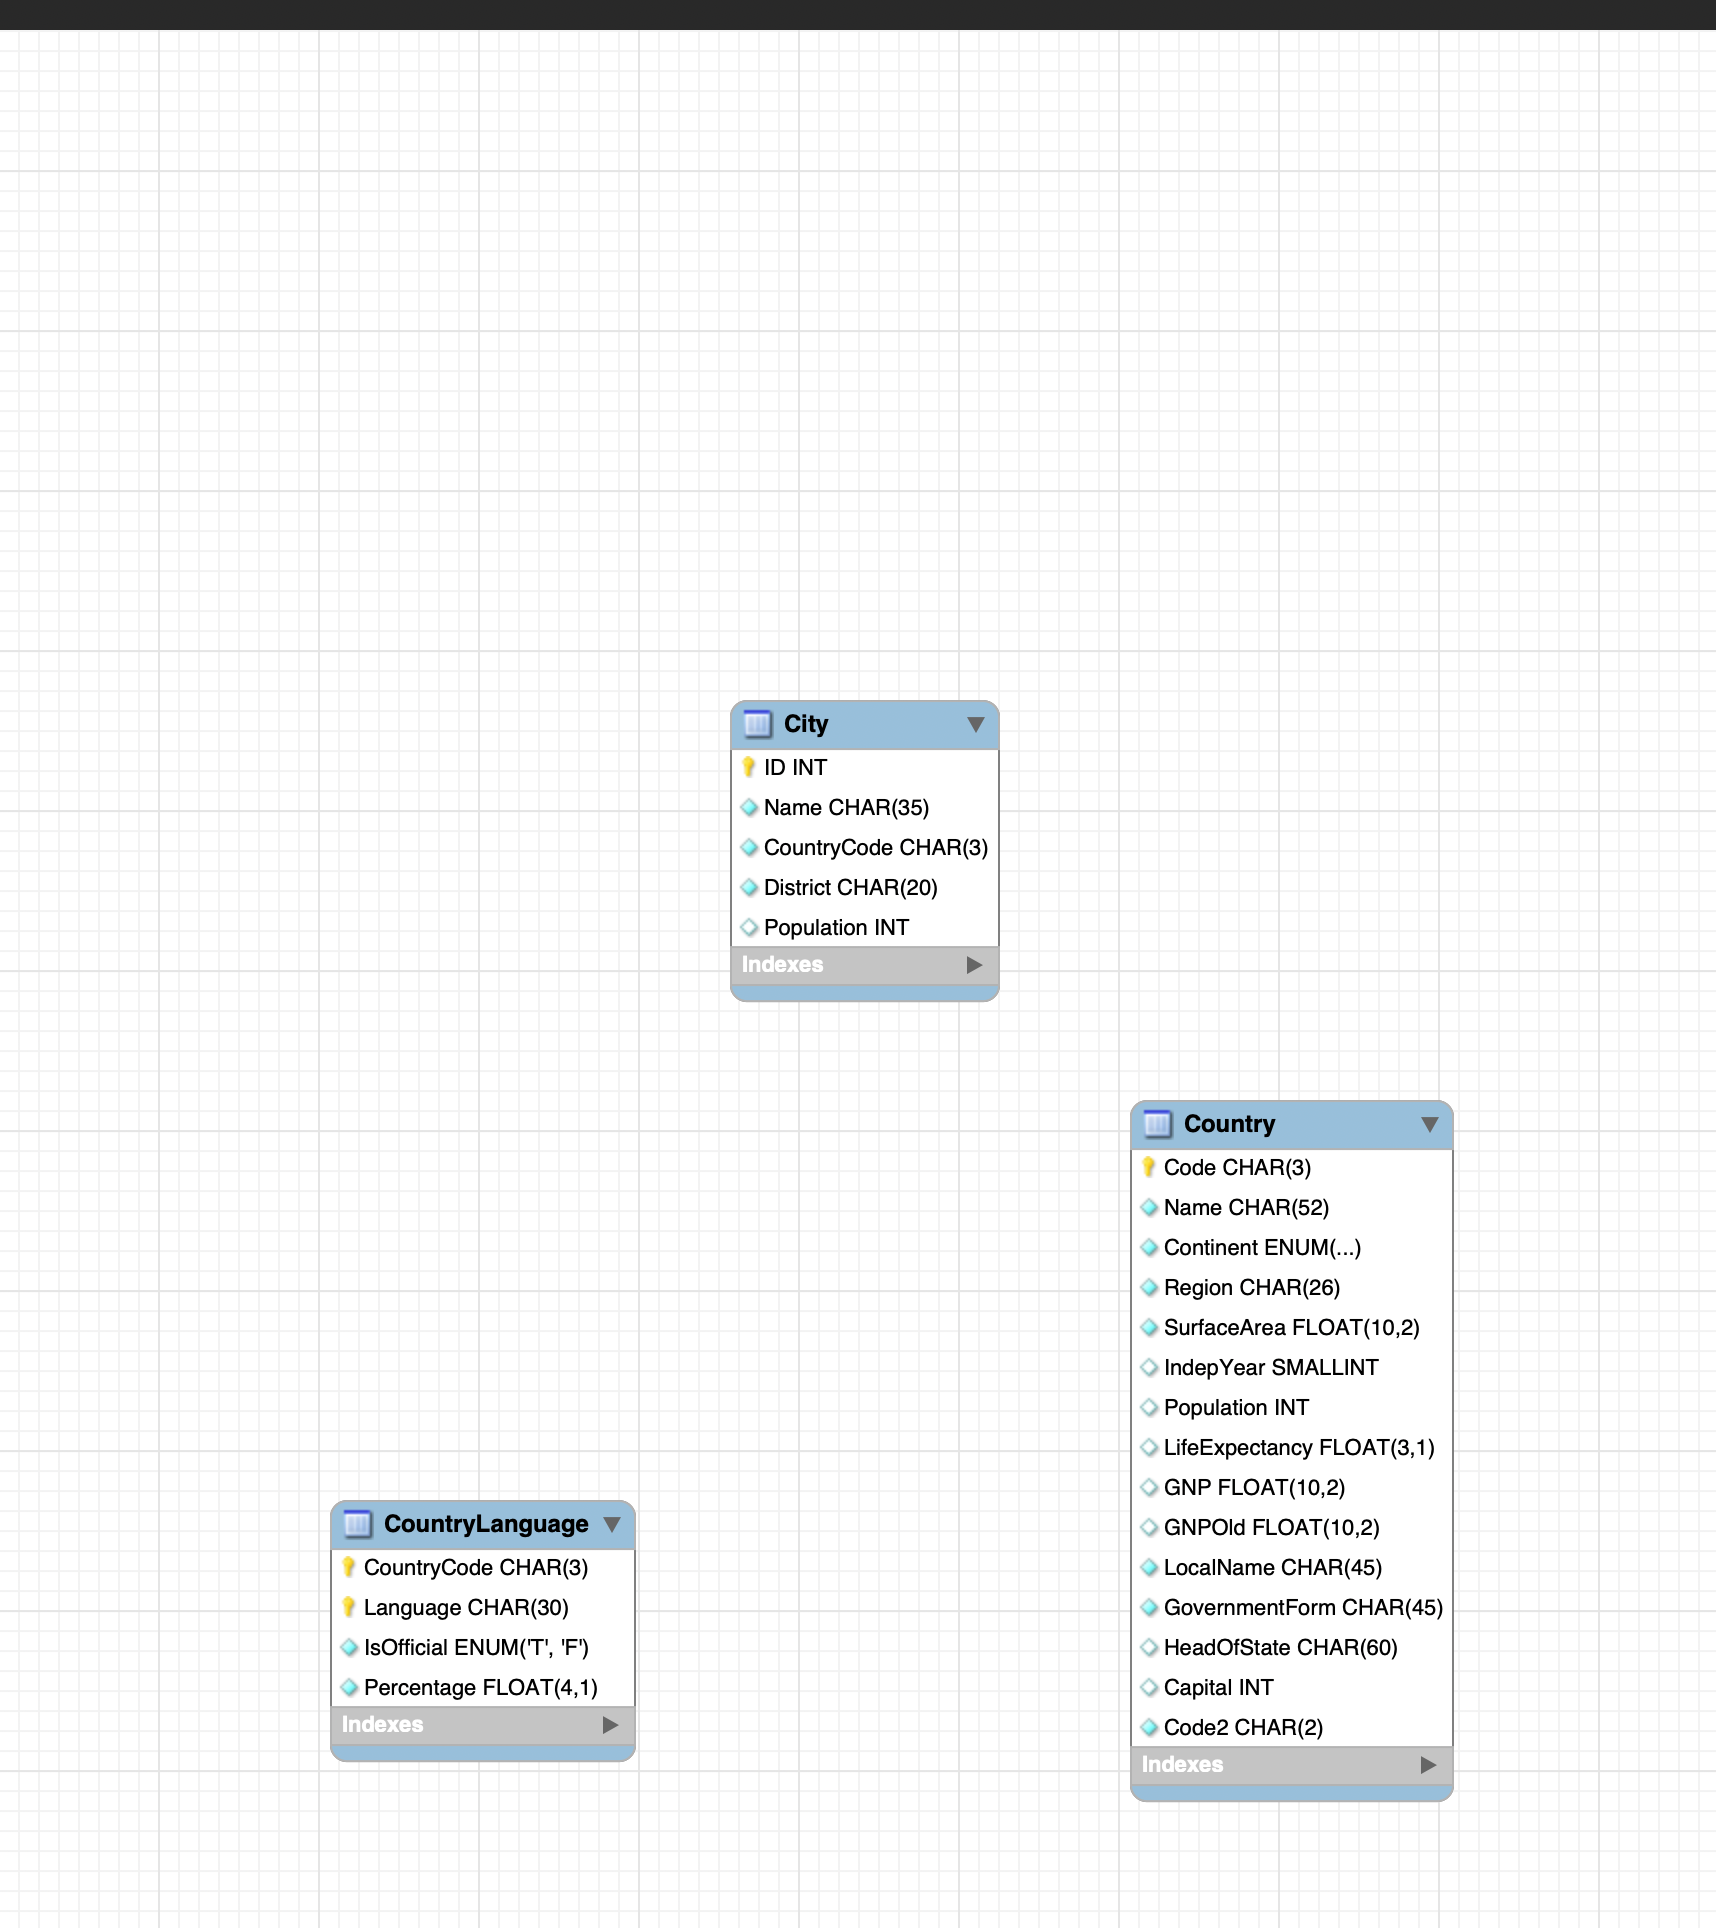 City
ID INT
Name CHAR(35)
CountryCode CHAR(3)
District CHAR(20)
Population INT
Indexes
Country
Code CHAR(3)
Name CHAR(52)
Continent ENUM(...)
Region CHAR(26)
SurfaceArea FLOAT(10,2)
IndepYear SMALLINT
Population INT
LifeExpectancy FLOAT(3,1)
GNP FLOAT(10,2)
GNPOld FLOAT(10,2)
LocalName CHAR(45)
GovernmentForm CHAR(45)
HeadOfState CHAR(60)
Capital INT
Code2 CHAR(2)
Indexes
CountryLanguage
CountryCode CHAR(3)
Language CHAR(30)
IsOfficial ENUM('T', 'F')
Percentage FLOAT(4,1)
Indexes